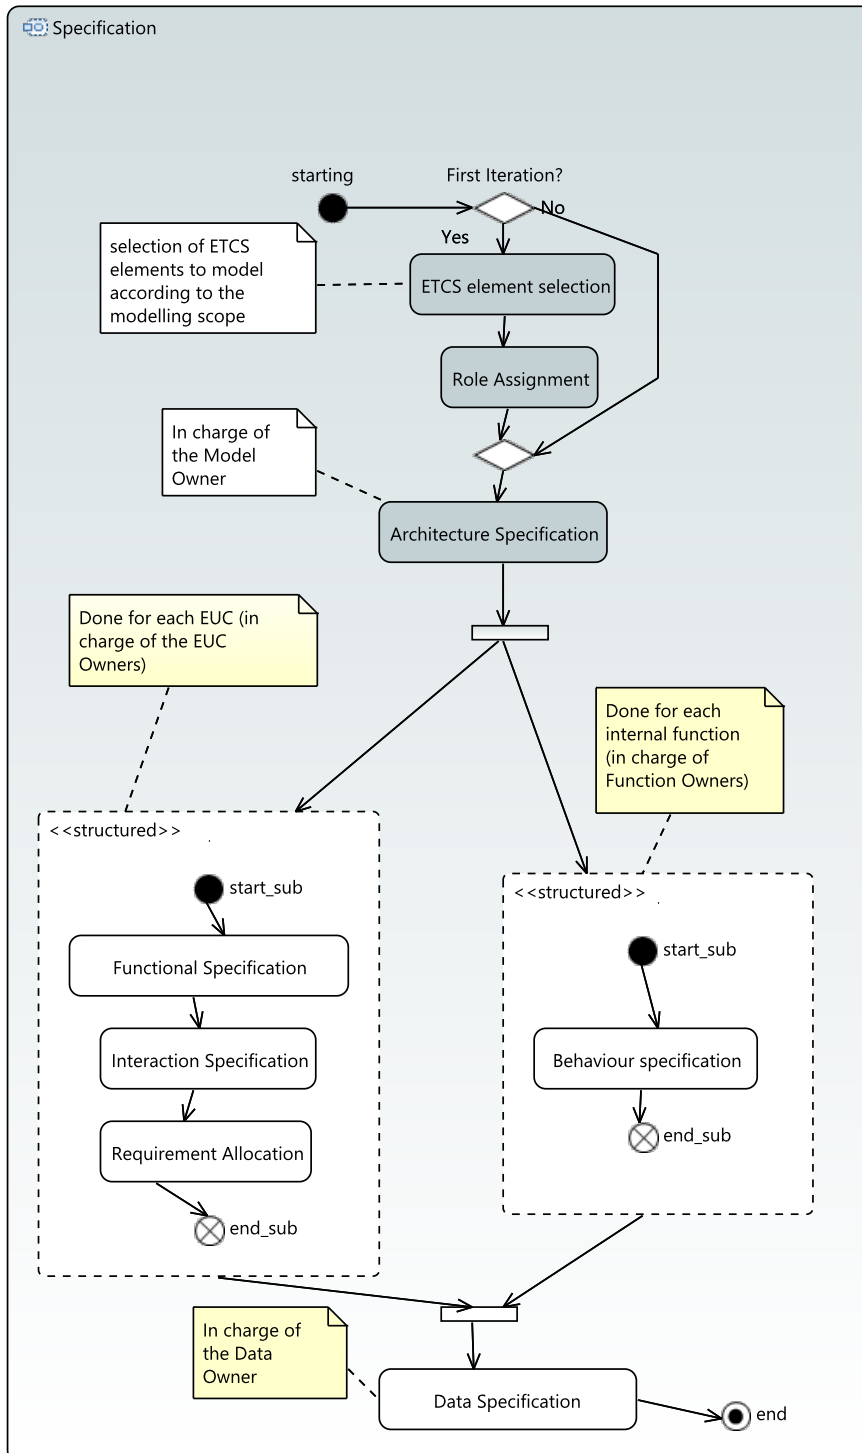 Specification
starting
First Iteration?
No
Yes
selection of ETCS
elements to model
according to the
modelling scope
ETCS element selection
Role Assignment
In charge of
the Model
Owner
Architecture Specification
Done for each EUC (in
charge of the EUC
Owners)
Done for each
internal function
(in charge of
Function Owners)
<<structured>>
start_sub
Functional Specification
Interaction Specification
Requirement Allocation
end_sub
<<structured>>
start_sub
Behaviour specification
end_sub
In charge of
the Data
Owner
Data Specification
end